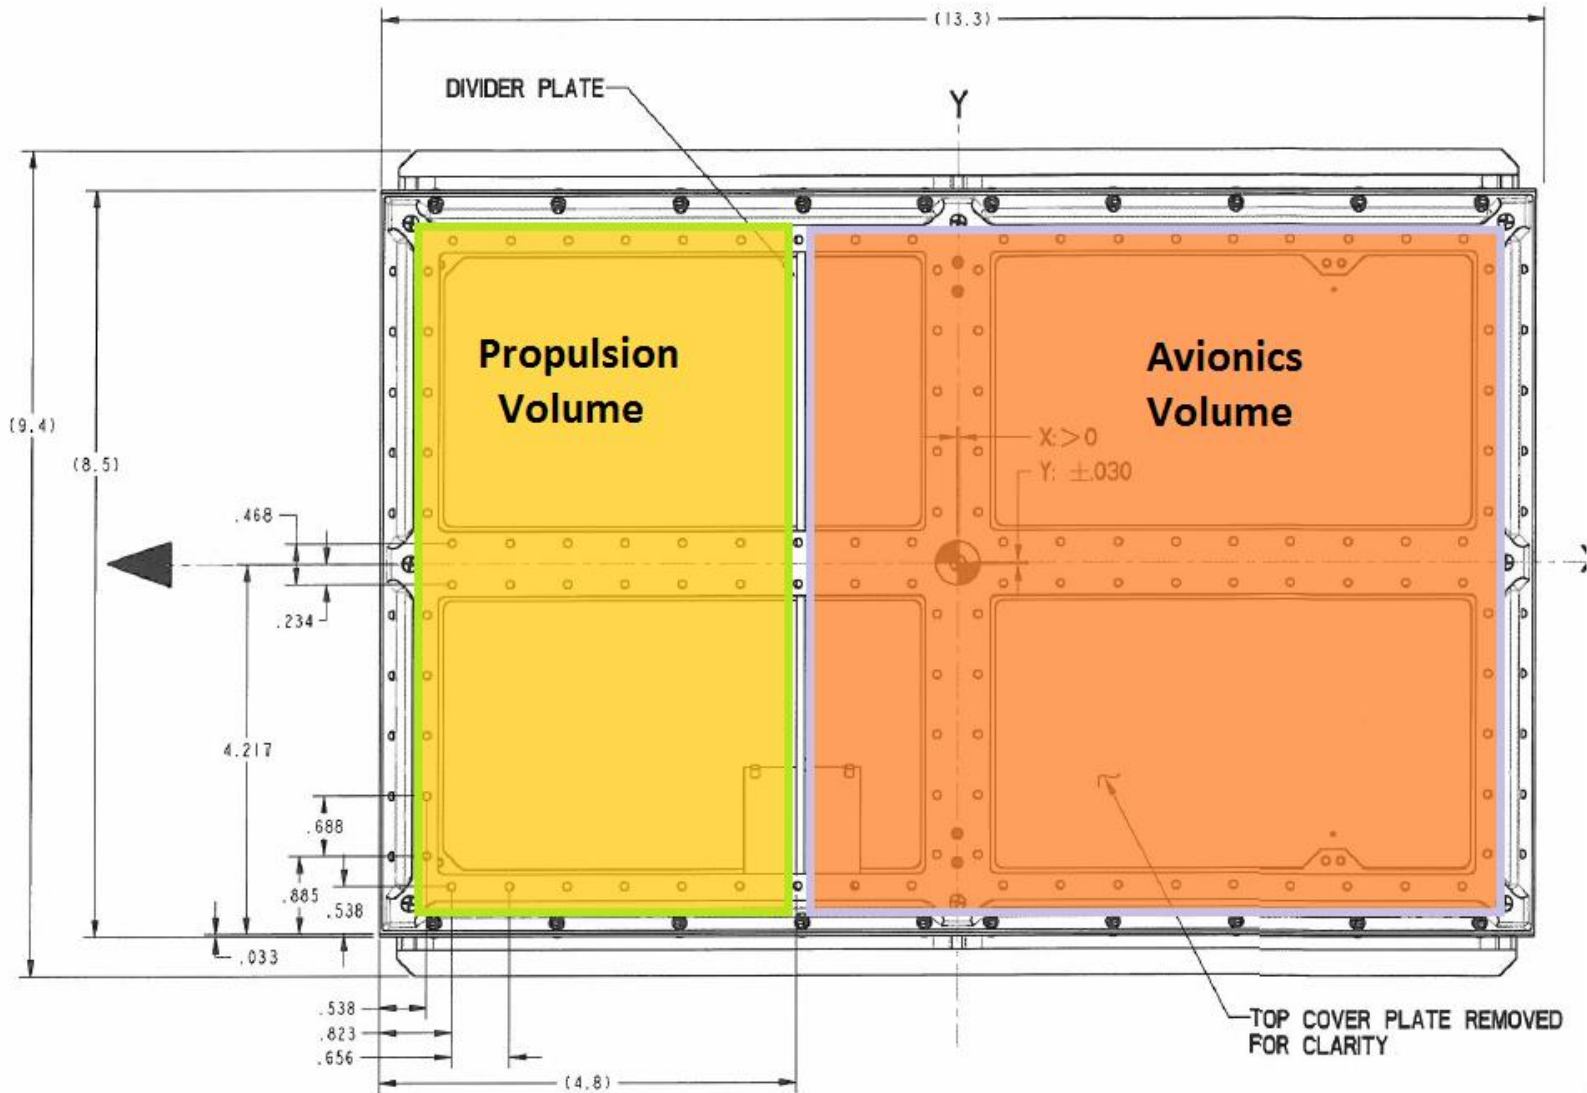 (13.3)
DIVIDER PLATE
Y
Propulsion
Volume
Avionics
Volume
(9.4)
(8.5)
X:>0
Y: ±.030
.468
.234
4.217
.688
.885
.538
.033
.538
.823
.656
(4.8)
TOP COVER PLATE REMOVED
FOR CLARITY